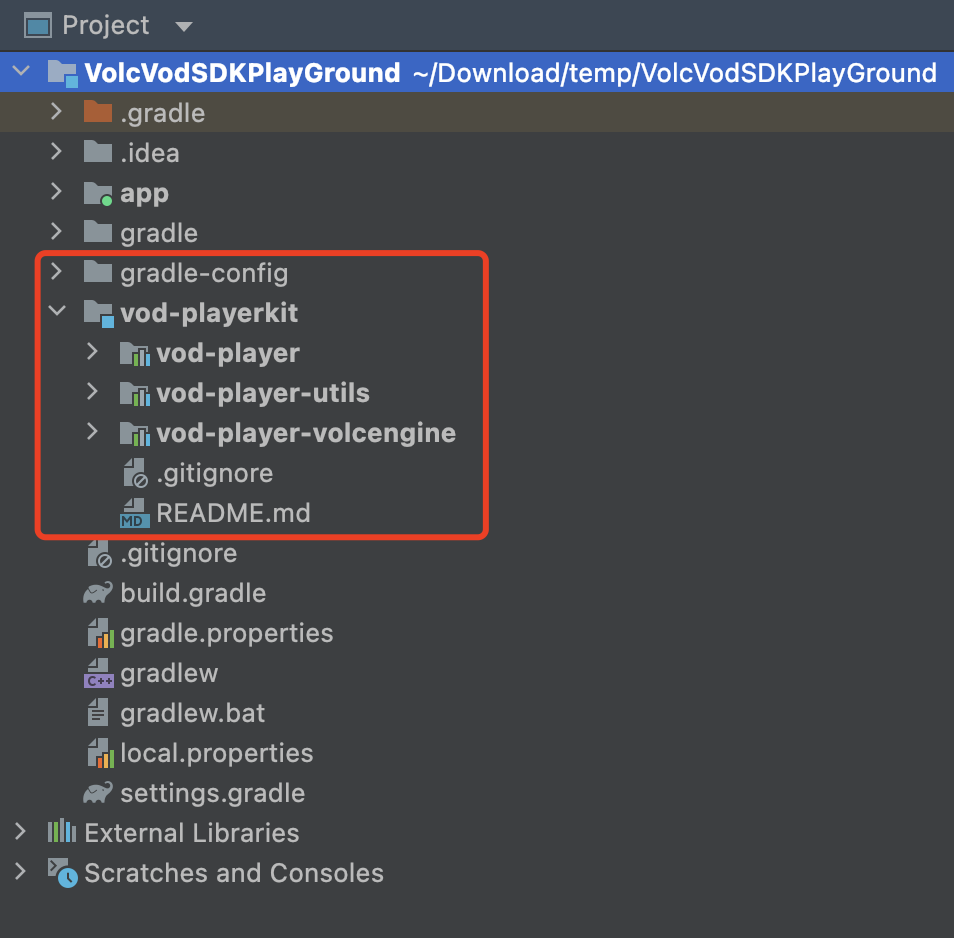 Project
VolcVodSDKPlayGround ~/Download/temp/VolcVodSDKPlayGround
.gradle
.idea
app
gradle
gradle-config
vod-playerkit
vod-player
vod-player-utils
vod-player-volcengine
.gitignore
MD README.md
.gitignore
build.gradle
gradle.properties
C++ gradlew
gradlew.bat
local.properties
settings.gradle
External Libraries
Scratches and Consoles